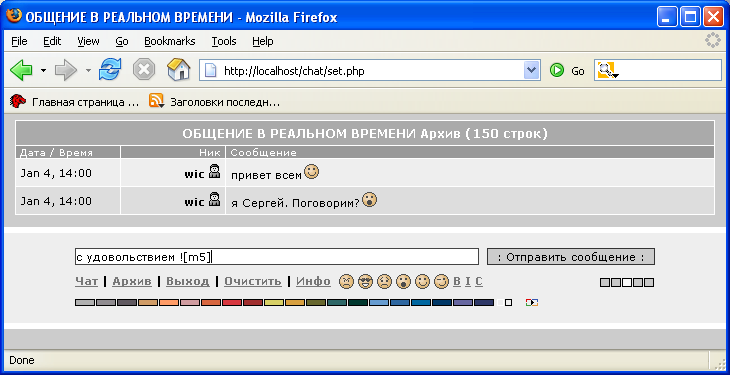 ОБЩЕНИЕ В РЕАЛЬНОМ ВРЕМЕНИ - Mozilla Firefox
File Edit View Go Bookmarks Tools Help
http://localhost/chat/set.php Go
Главная страница ... Заголовки последн...
ОБЩЕНИЕ В РЕАЛЬНОМ ВРЕМЕНИ Архив (150 строк)
Дата / Время Ник Сообщение
Jan 4, 14:00 wic привет всем
Jan 4, 14:00 wic я Сергей. Поговорим?
с удовольствием ![m5] : Отправить сообщение :
Чат | Архив | Выход | Очистить | Инфо B I C
Done